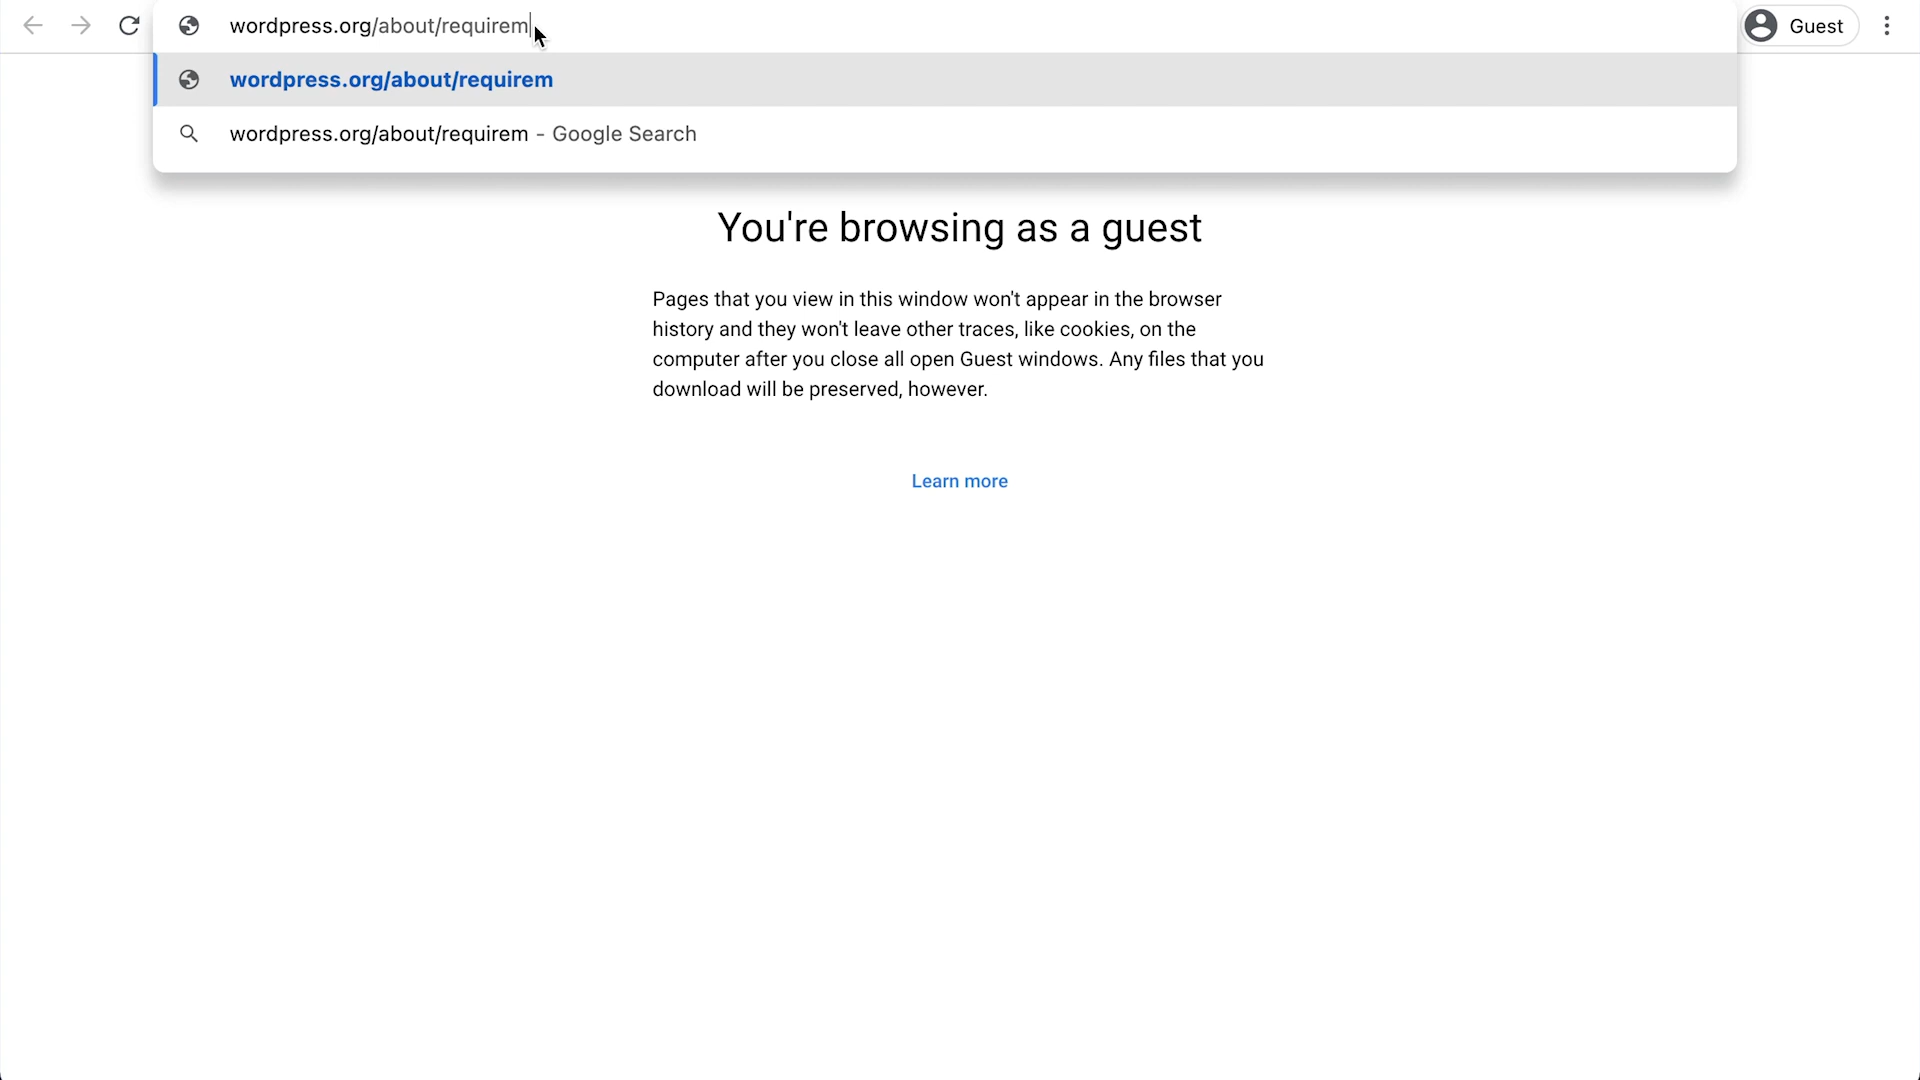 wordpress.org/about/requirem
Guest
wordpress.org/about/requirem
wordpress.org/about/requirem - Google Search
You're browsing as a guest
Pages that you view in this window won't appear in the browser
history and they won't leave other traces, like cookies, on the
computer after you close all open Guest windows. Any files that you
download will be preserved, however.
Learn more